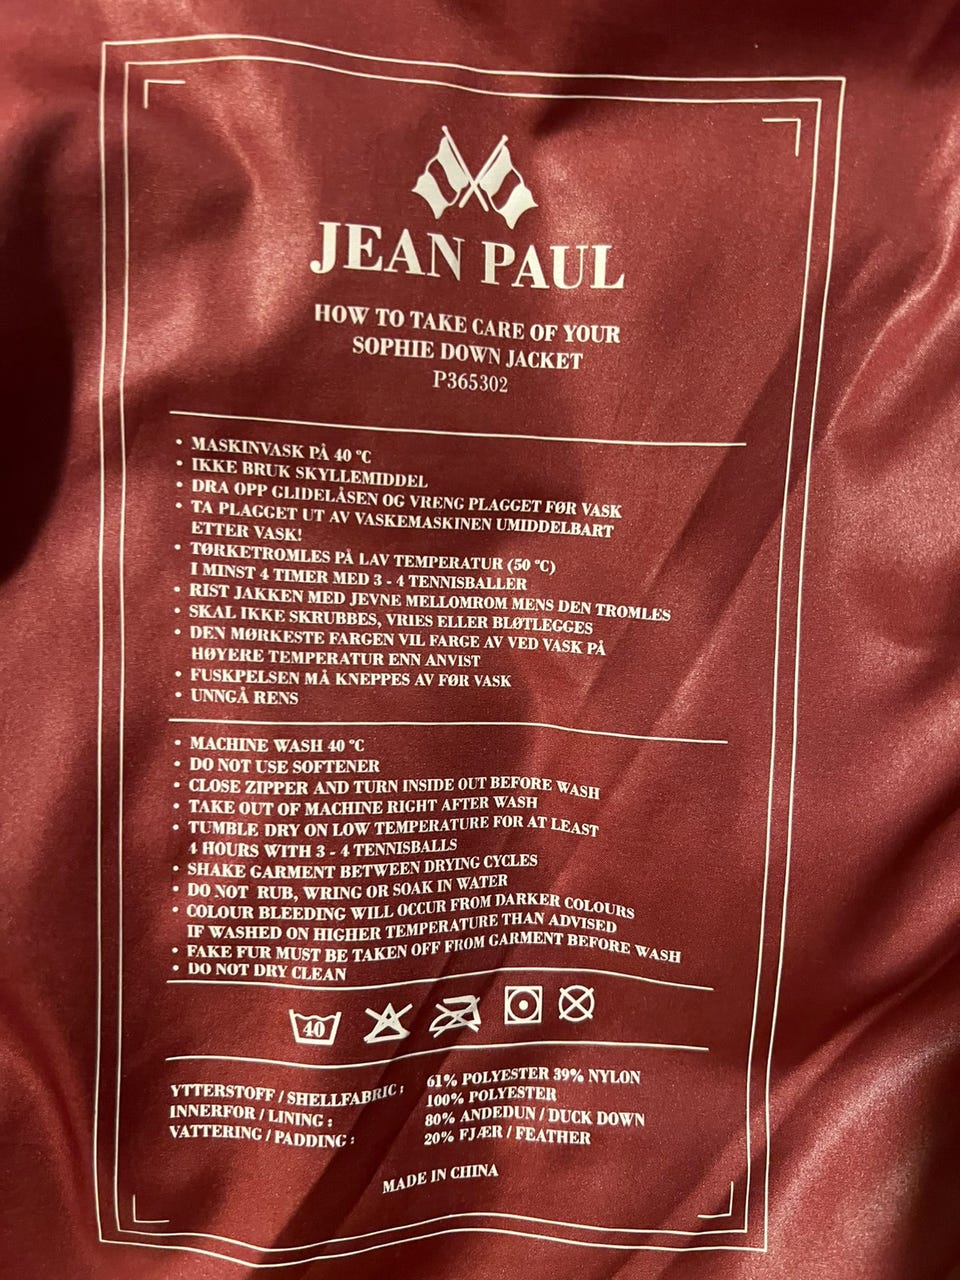 JEAN PAUL
HOW TO TAKE CARE OF YOUR
SOPHIE DOWN JACKET
P365302
• MASKINVASK PÅ 40 °C
• IKKE BRUK SKYLLEMIDDEL
• DRA OPP GLIDELÅSEN OG VRENG PLAGGET FØR VASK
• TA PLAGGET UT AV VASKEMASKINEN UMIDDELBART
ETTER VASK!
• TØRKETROMLES PÅ LAV TEMPERATUR (50 °C)
I MINST 4 TIMER MED 3 - 4 TENNISBALLER
• RIST JAKKEN MED JEVNE MELLOMROM MENS DEN TROMLES
• SKAL IKKE SKRUBBES, VRIES ELLER BLØTLEGGES
• DEN MØRKESTE FARGEN VIL FARGE AV VED VASK PÅ
HØYERE TEMPERATUR ENN ANVIST
• FUSKPELSEN MÅ KNEPPES AV FØR VASK
• UNNGÅ RENS
• MACHINE WASH 40 °C
• DO NOT USE SOFTENER
• CLOSE ZIPPER AND TURN INSIDE OUT BEFORE WASH
• TAKE OUT OF MACHINE RIGHT AFTER WASH
• TUMBLE DRY ON LOW TEMPERATURE FOR AT LEAST
4 HOURS WITH 3 - 4 TENNISBALLS
• SHAKE GARMENT BETWEEN DRYING CYCLES
• DO NOT RUB, WRING OR SOAK IN WATER
• COLOUR BLEEDING WILL OCCUR FROM DARKER COLOURS
IF WASHED ON HIGHER TEMPERATURE THAN ADVISED
• FAKE FUR MUST BE TAKEN OFF FROM GARMENT BEFORE WASH
• DO NOT DRY CLEAN
40
YTTERSTOFF / SHELLFABRIC : 61% POLYESTER 39% NYLON
INNERFOR / LINING : 100% POLYESTER
VATTERING / PADDING : 80% ANDEDUN / DUCK DOWN
20% FJÆR / FEATHER
MADE IN CHINA